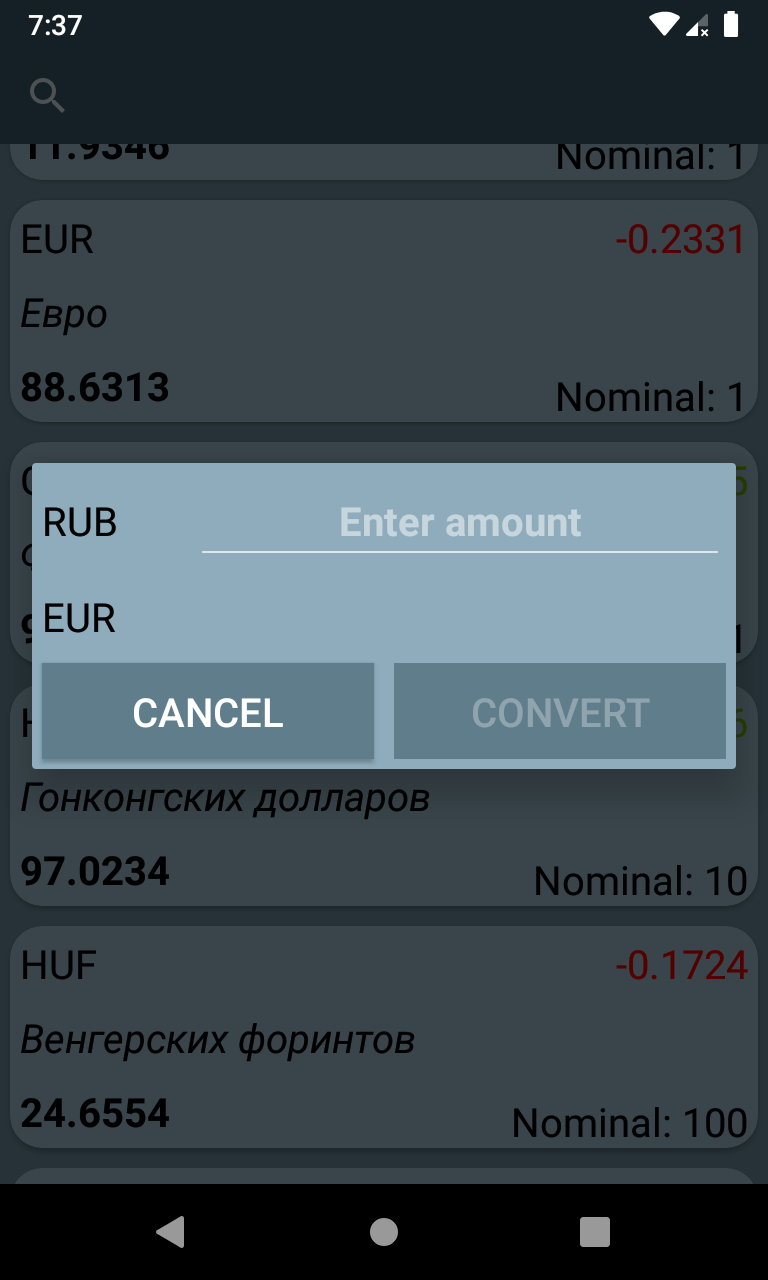 7:37
11.9346 Nominal: 1
EUR -0.2331
Евро
88.6313 Nominal: 1
RUB Enter amount
EUR
CANCEL CONVERT
Гонконгских долларов
97.0234 Nominal: 10
HUF -0.1724
Венгерских форинтов
24.6554 Nominal: 100